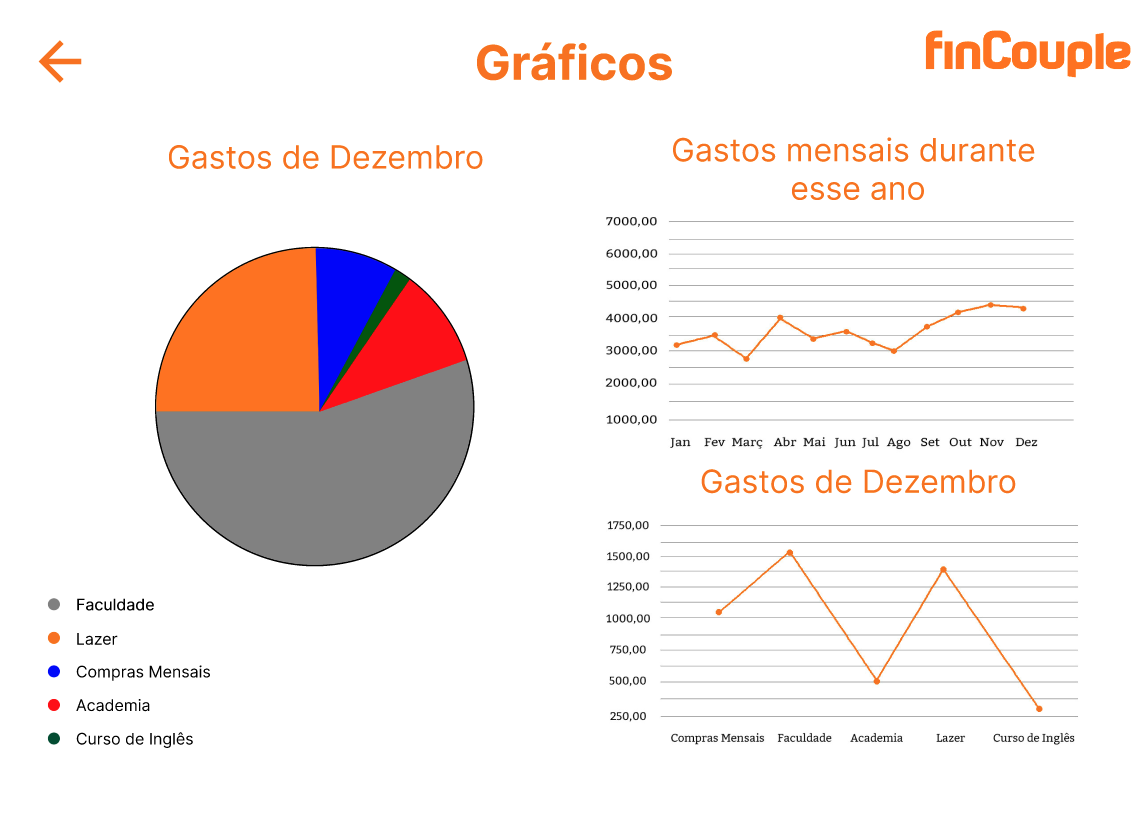 Gráficos
finCouple
Gastos de Dezembro
Faculdade
Lazer
Compras Mensais
Academia
Curso de Inglês
Gastos mensais durante
esse ano
7000,00
6000,00
5000,00
4000,00
3000,00
2000,00
1000,00
Jan Fev Març Abr Mai Jun Jul Ago Set Out Nov Dez
Gastos de Dezembro
1750,00
1500,00
1250,00
1000,00
750,00
500,00
250,00
Compras Mensais Faculdade Academia Lazer Curso de Inglês